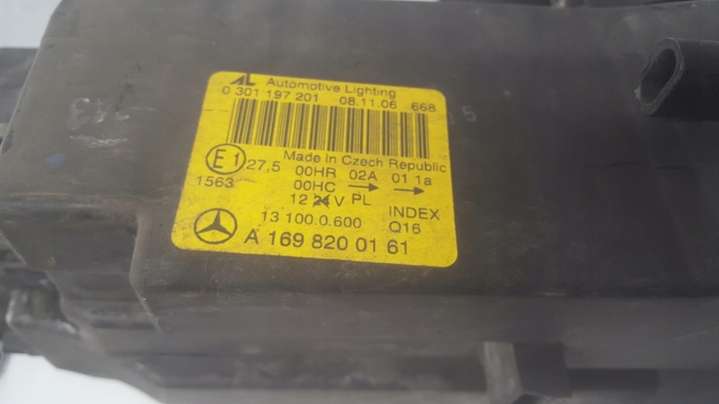 AL Automotive Lighting
0 301 197 201 08.11.06 668
Made in Czech Republic
E1 27,5 00HR 02A 01 1a
1563 00HC → →
12 24 V PL
13 100.0.600 INDEX
Q16
A 169 820 01 61